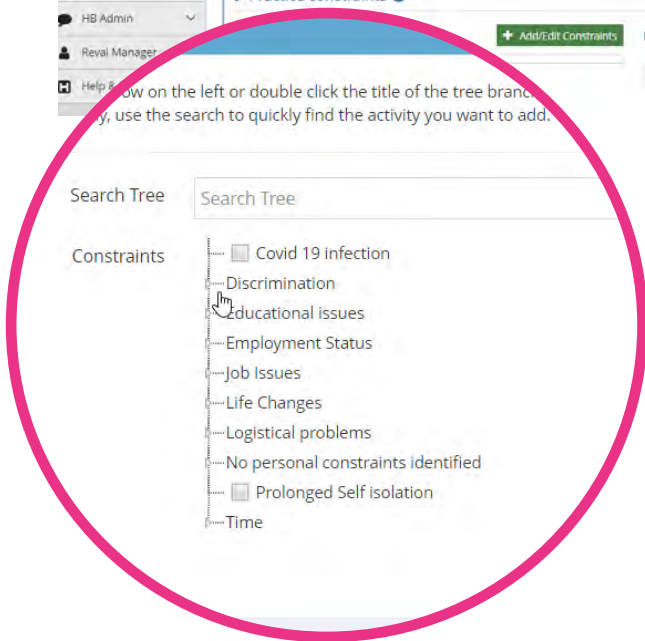 HB Admin
Add/Edit Constraints
Reval Manager
Help &
ow on the left or double click the title of the tree branc
y, use the search to quickly find the activity you want to add.
Search Tree
Search Tree
Constraints
Covid 19 infection
Discrimination
Educational issues
Employment Status
Job Issues
Life Changes
Logistical problems
No personal constraints identified
Prolonged Self isolation
Time